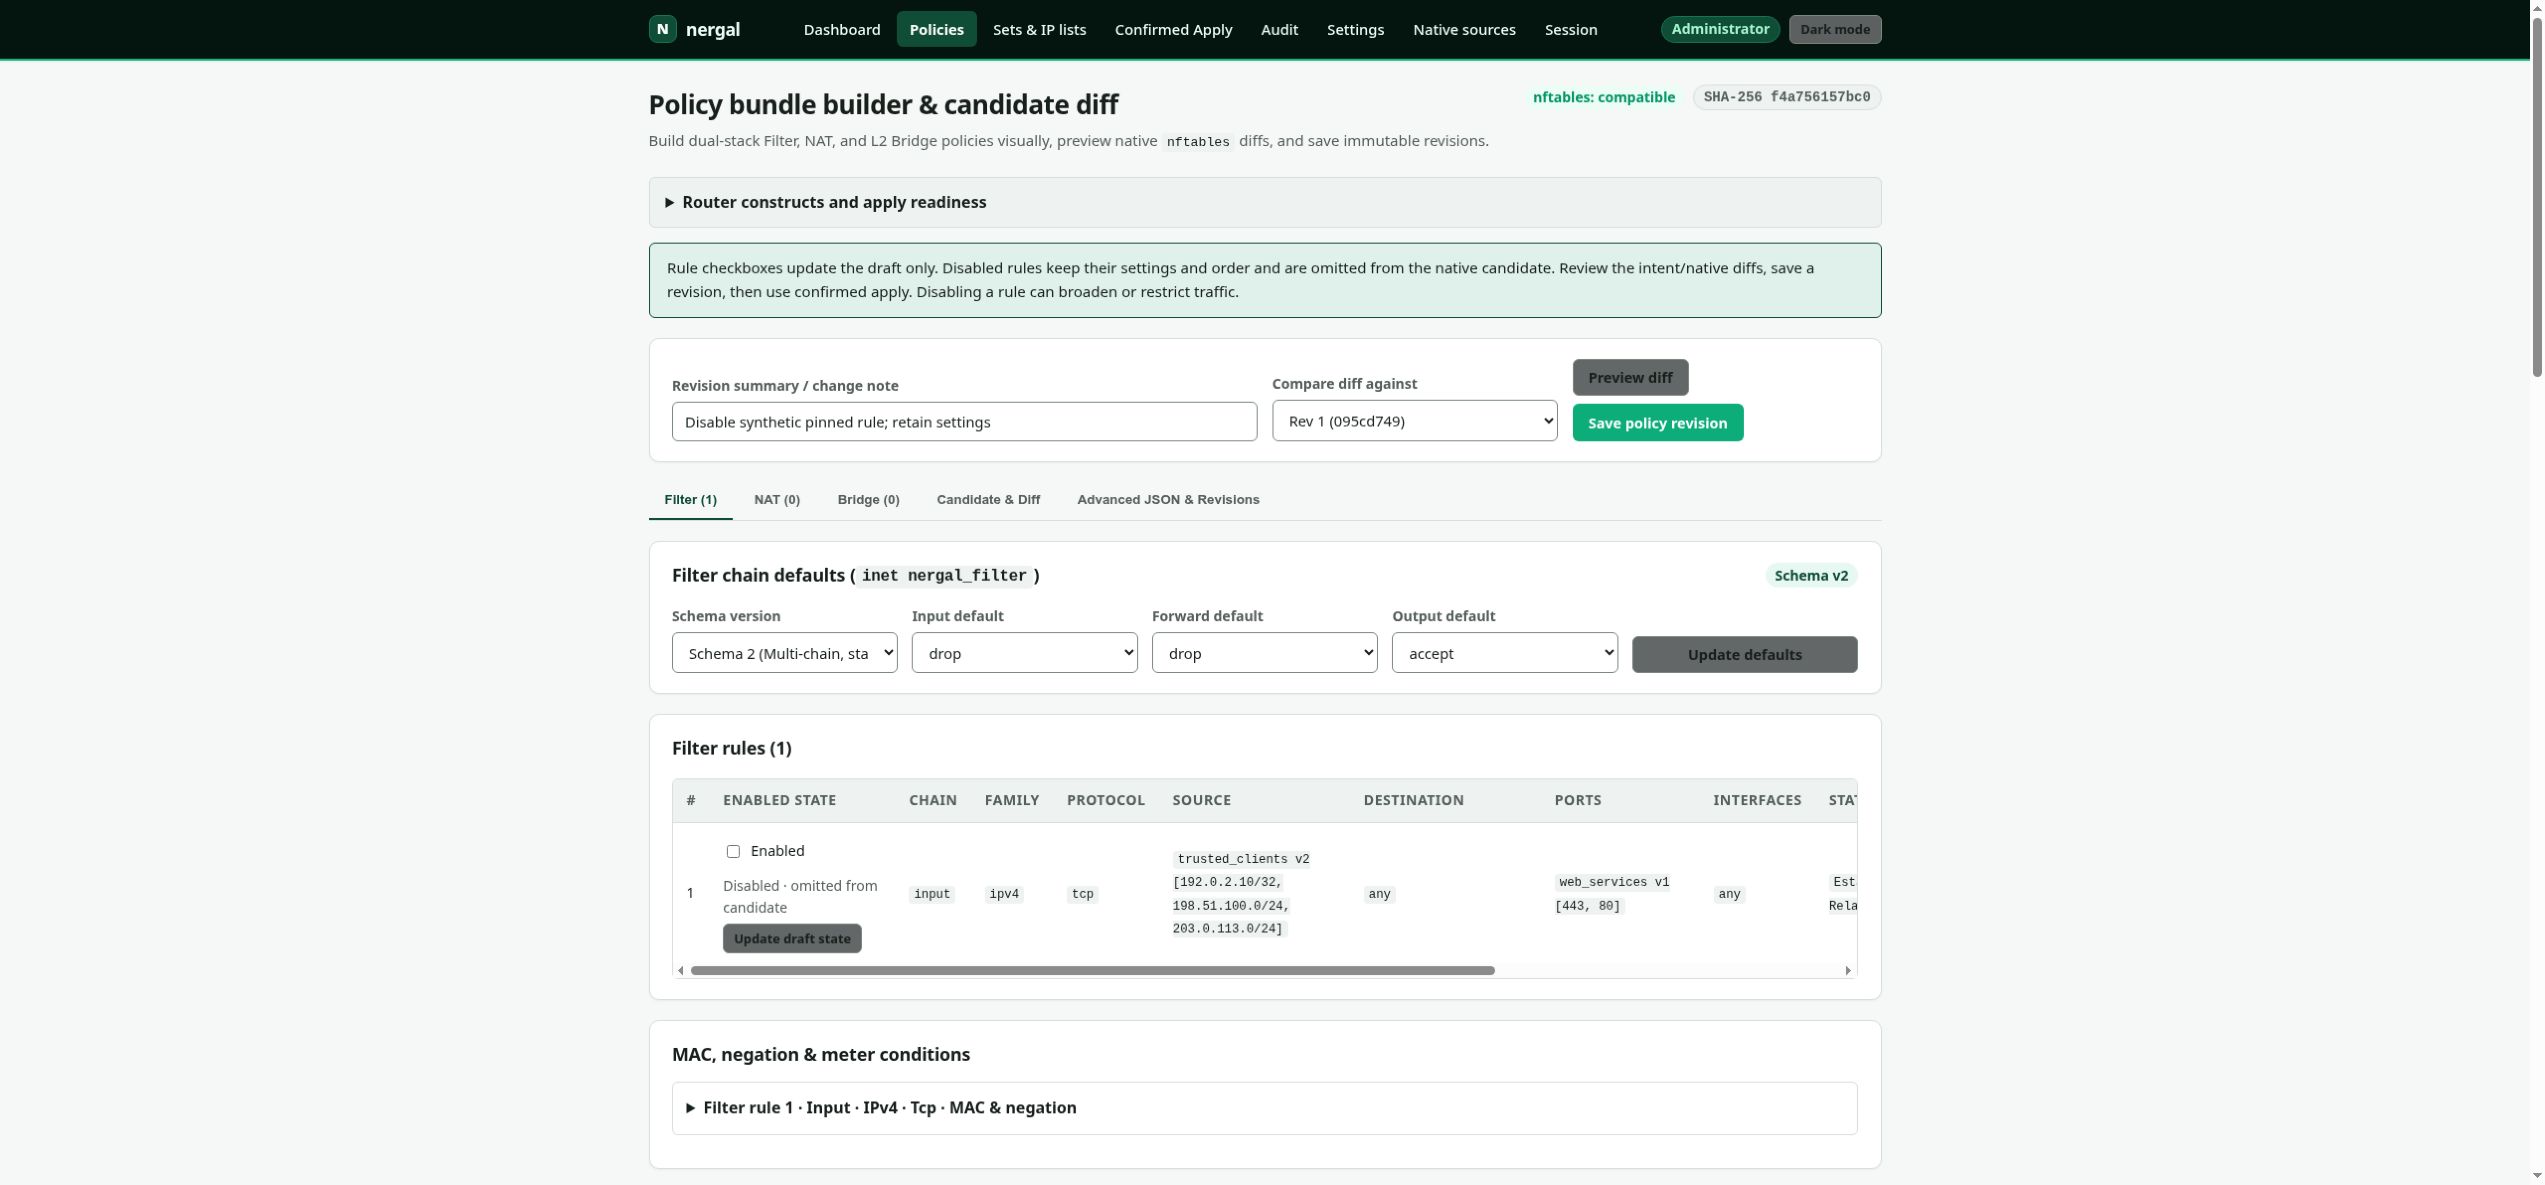 N nergal Dashboard Policies Sets & IP lists Confirmed Apply Audit Settings Native sources Session Administrator Dark mode
Policy bundle builder & candidate diff
nftables: compatible SHA-256 f4a756157bc0
Build dual-stack Filter, NAT, and L2 Bridge policies visually, preview native nftables diffs, and save immutable revisions.
▶ Router constructs and apply readiness
Rule checkboxes update the draft only. Disabled rules keep their settings and order and are omitted from the native candidate. Review the intent/native diffs, save a
revision, then use confirmed apply. Disabling a rule can broaden or restrict traffic.
Revision summary / change note
Disable synthetic pinned rule; retain settings
Compare diff against
Rev 1 (095cd749)
Preview diff
Save policy revision
Filter (1) NAT (0) Bridge (0) Candidate & Diff Advanced JSON & Revisions
Filter chain defaults (inet nergal_filter)
Schema v2
Schema version Input default Forward default Output default
Schema 2 (Multi-chain, sta drop drop accept Update defaults
Filter rules (1)
# ENABLED STATE CHAIN FAMILY PROTOCOL SOURCE DESTINATION PORTS INTERFACES STAT
1
Enabled
Disabled · omitted from
candidate
Update draft state
input
ipv4
tcp
trusted_clients v2
[192.0.2.10/32,
198.51.100.0/24,
203.0.113.0/24]
any
web_services v1
[443, 80]
any
Est
Rela
MAC, negation & meter conditions
▶ Filter rule 1 · Input · IPv4 · Tcp · MAC & negation